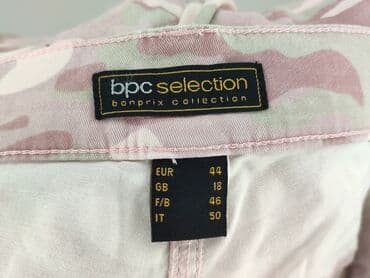 bpc selection
bonprix collection
EUR 44
GB 18
F/B 46
IT 50